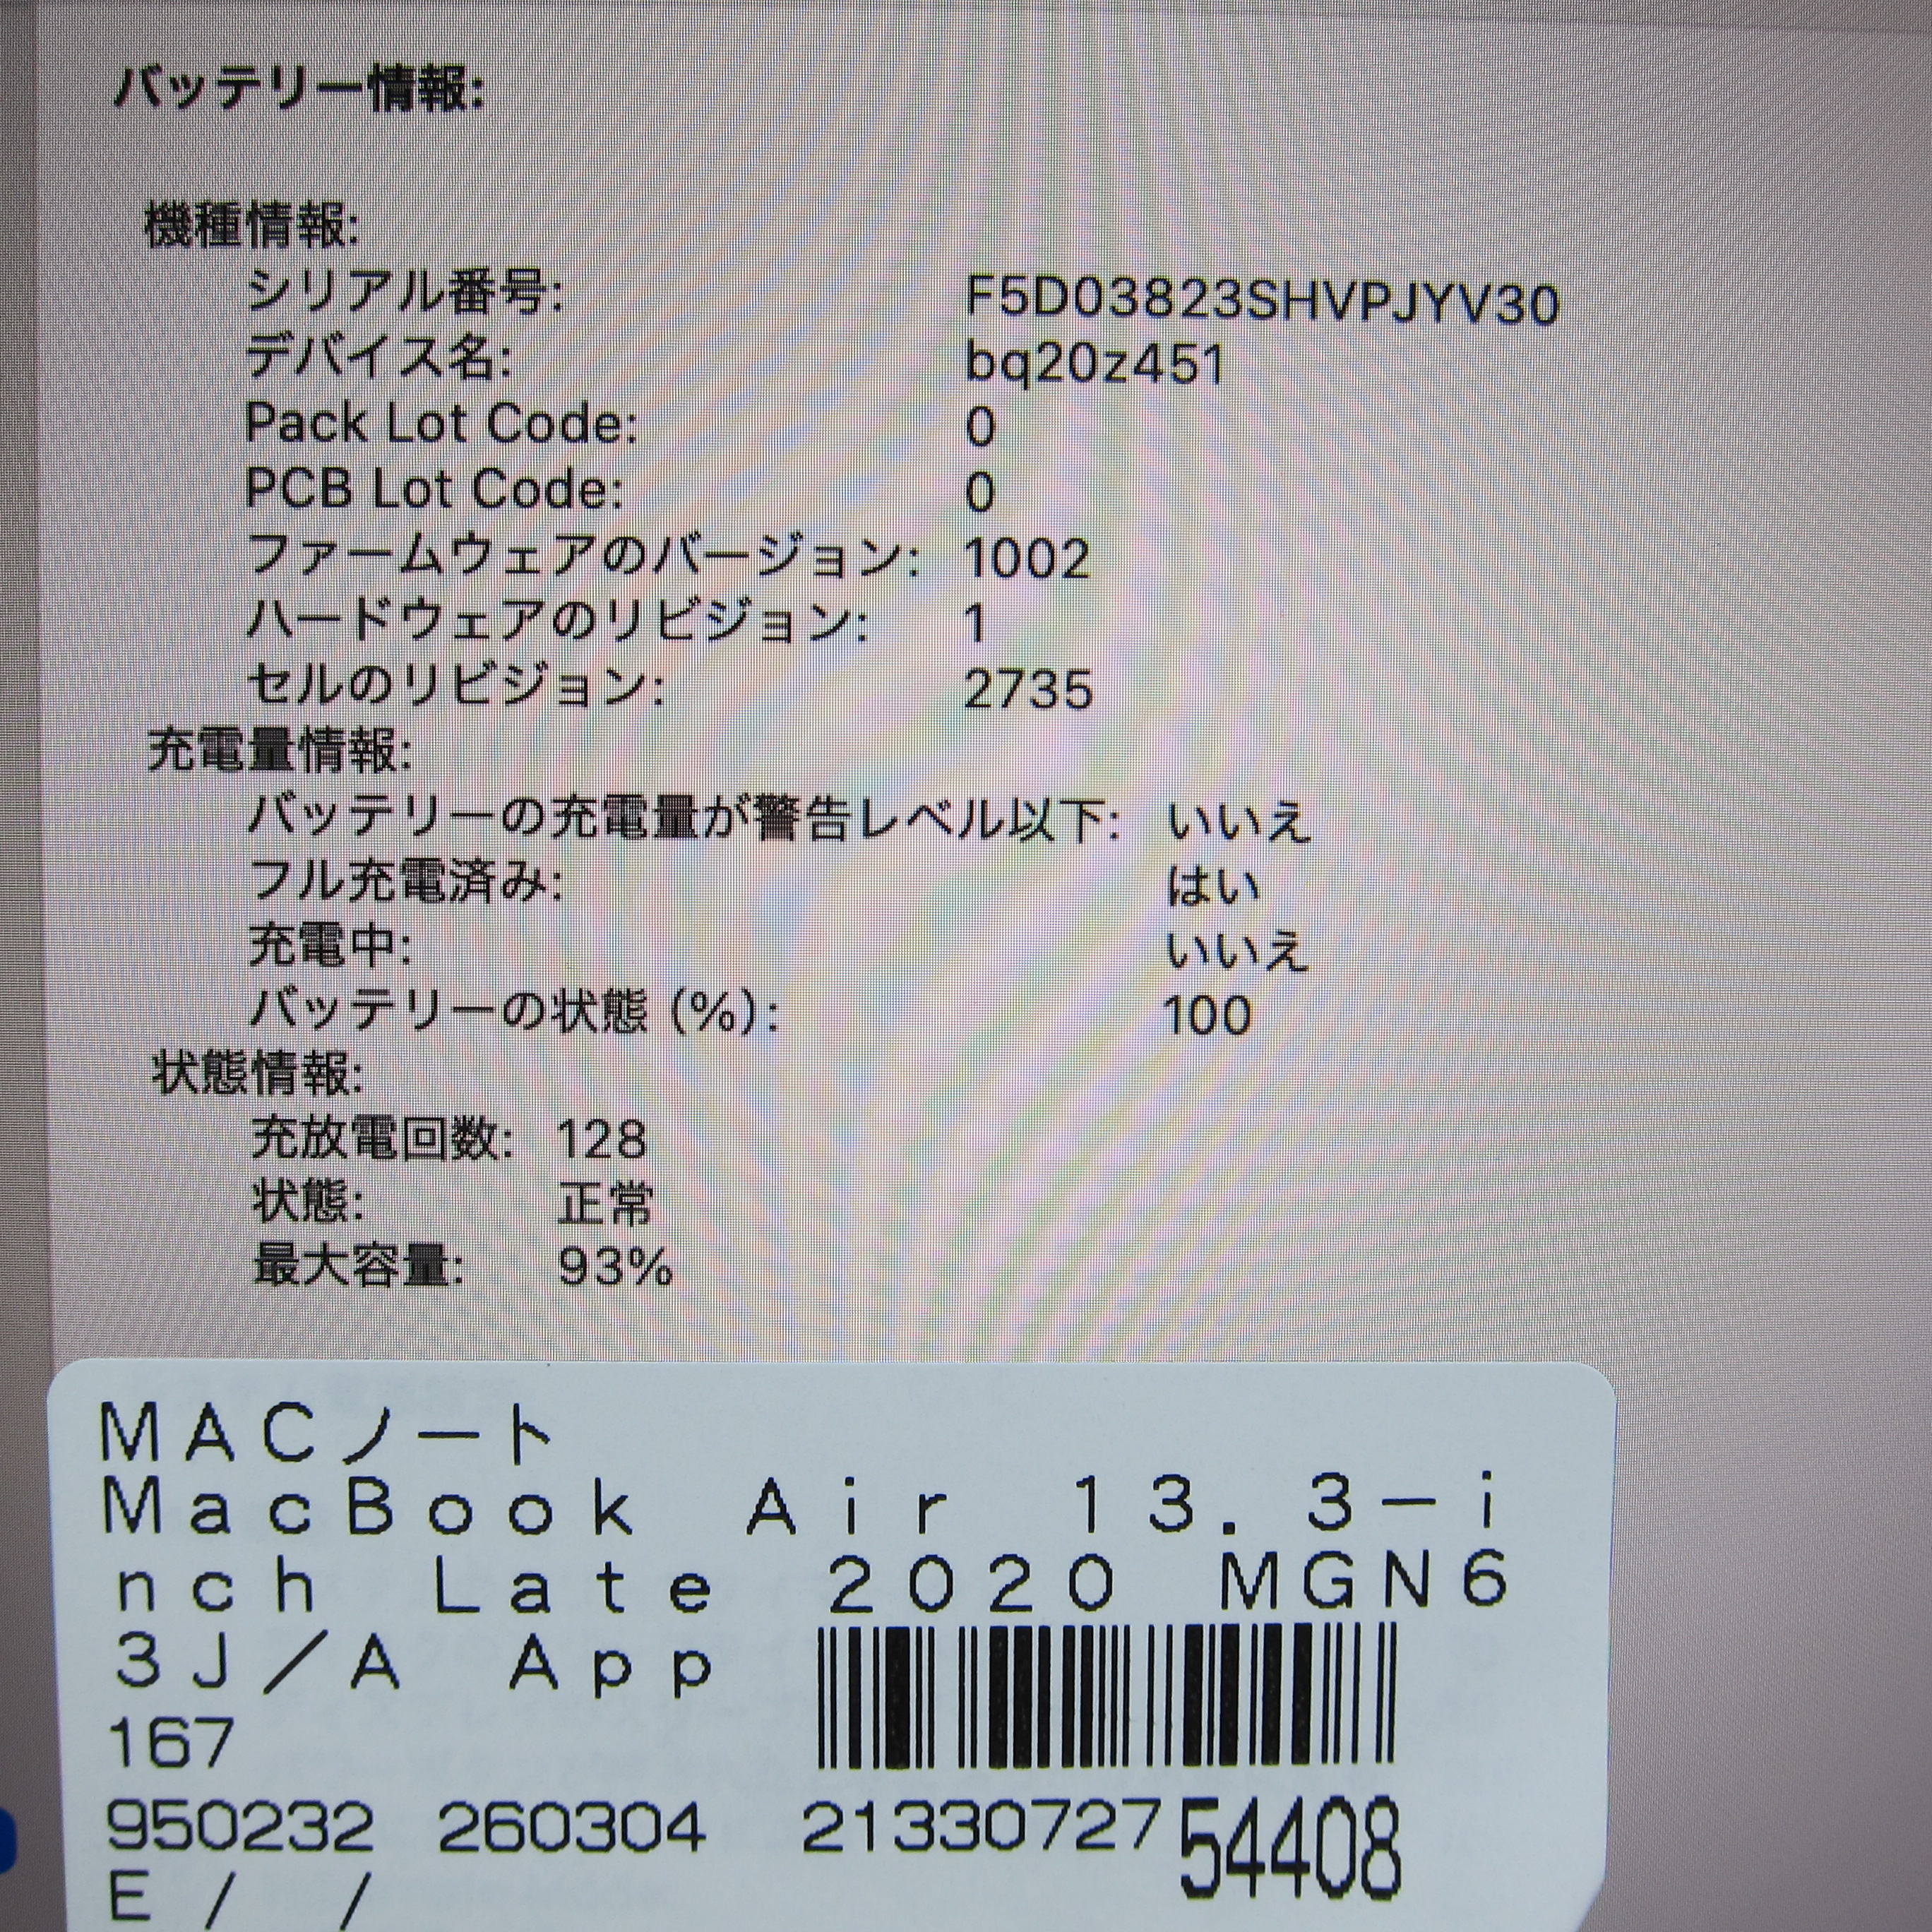 バッテリー情報:
機種情報:
シリアル番号: F5D03823SHVPJYV30
デバイス名: bq20z451
Pack Lot Code: 0
PCB Lot Code: 0
ファームウェアのバージョン: 1002
ハードウェアのリビジョン: 1
セルのリビジョン: 2735
充電量情報:
バッテリーの充電量が警告レベル以下: いいえ
フル充電済み: はい
充電中: いいえ
バッテリーの状態 (%): 100
状態情報:
充放電回数: 128
状態: 正常
最大容量: 93%
MACノート
MacBook Air 13.3-i
nch Late 2020 MGN6
3J/A App
167
950232 260304 21330727 54408
E / /